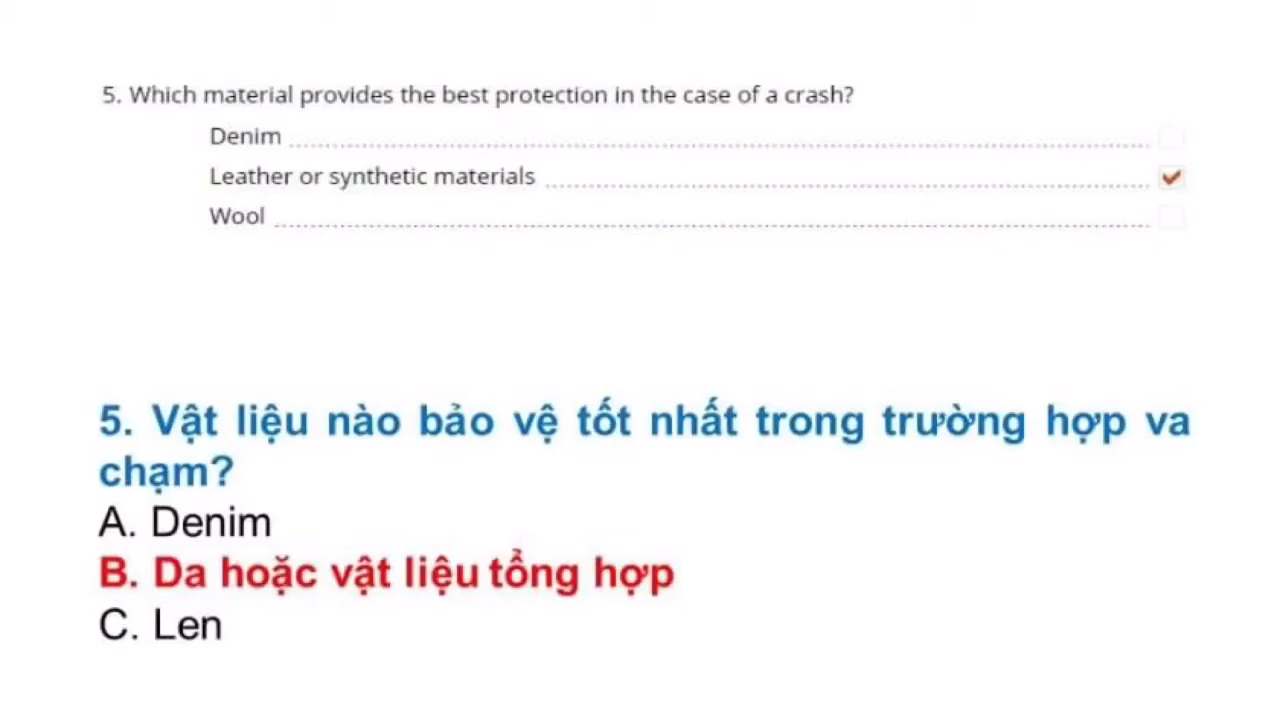 5. Which material provides the best protection in the case of a crash?
Denim
Leather or synthetic materials
Wool
5. Vật liệu nào bảo vệ tốt nhất trong trường hợp va
chạm?
A. Denim
B. Da hoặc vật liệu tổng hợp
C. Len